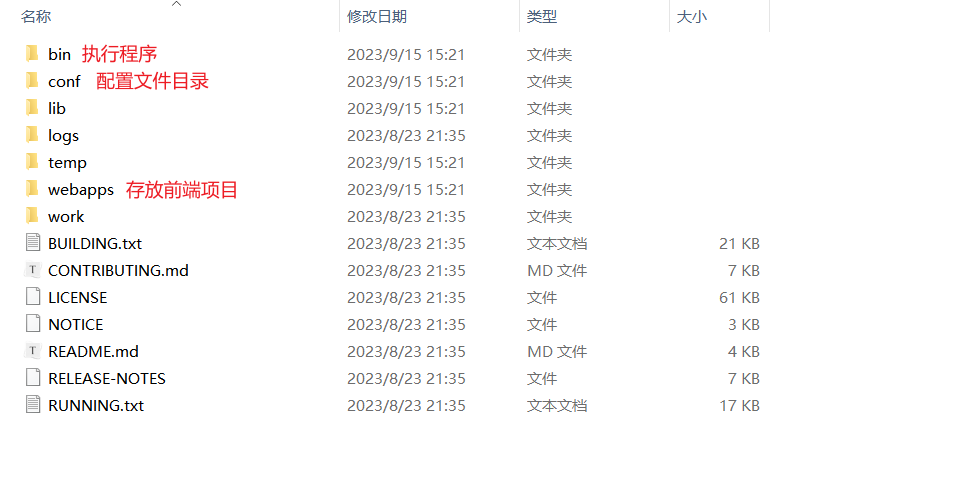 名称 修改日期 类型 大小
bin 执行程序 2023/9/15 15:21 文件夹
conf 配置文件目录 2023/9/15 15:21 文件夹
lib 2023/9/15 15:21 文件夹
logs 2023/8/23 21:35 文件夹
temp 2023/9/15 15:21 文件夹
webapps 存放前端项目 2023/9/15 15:21 文件夹
work 2023/8/23 21:35 文件夹
BUILDING.txt 2023/8/23 21:35 文本文档 21 KB
T CONTRIBUTING.md 2023/8/23 21:35 MD 文件 7 KB
LICENSE 2023/8/23 21:35 文件 61 KB
NOTICE 2023/8/23 21:35 文件 3 KB
T README.md 2023/8/23 21:35 MD 文件 4 KB
RELEASE-NOTES 2023/8/23 21:35 文件 7 KB
RUNNING.txt 2023/8/23 21:35 文本文档 17 KB